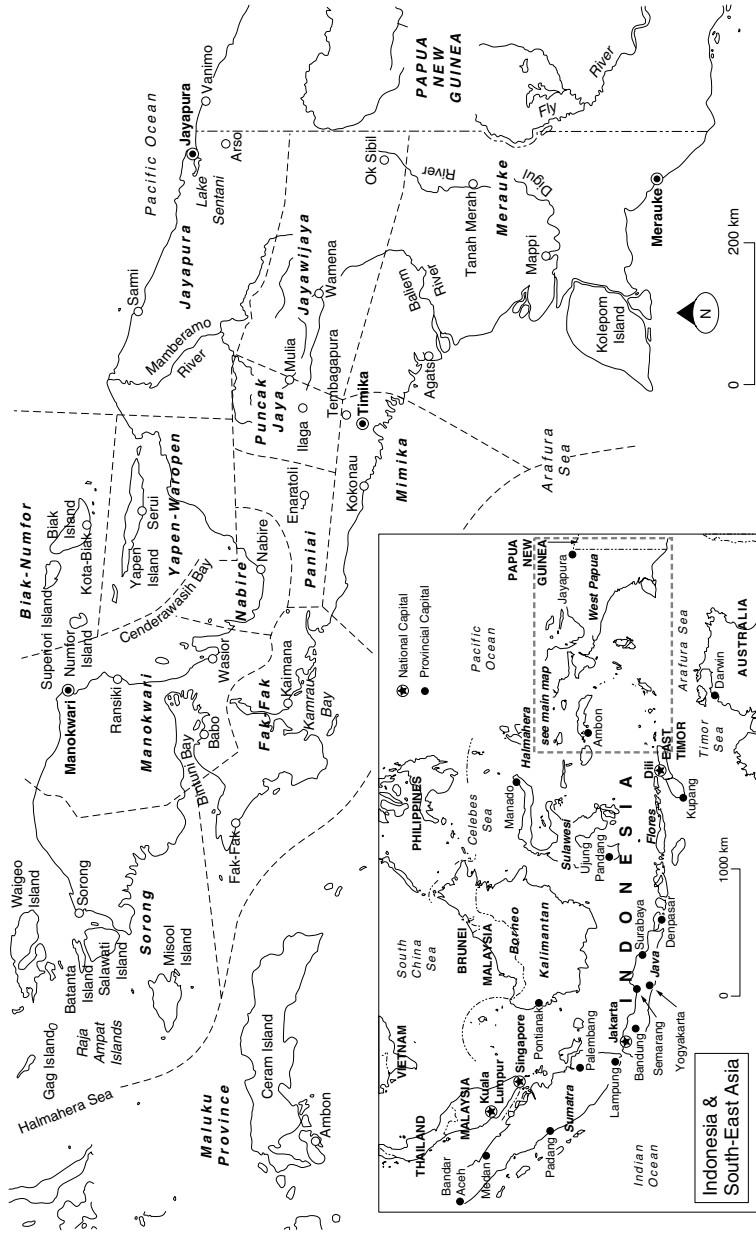 Pacific Ocean
Vanimo
Jayapura
Arso
Lake
Sentani
Sarmi
Jayapura
Mamberamo
River
PAPUA
NEW
GUINEA
Fly
River
Ok Sibil
River
Digul
Tanah Merah
Merauke
Mappi
Merauke
Jayawijaya
Wamena
Baliem
River
Puncak
Jaya
Mulia
Ilaga
Tembagapura
Timika
Agats
Kolepom
Island
N
0
200 km
Mimika
Arafura
Sea
Kokonau
Enaratoli
Paniai
Biak-Numfor
Biak
Island
Kota-Biak
Superiori Island
Numfor
Island
Yapen
Island
Serui
Yapen-Waropen
Cenderawasih Bay
Nabire
Nabire
Manokwari
Ransiki
Manokwari
Wasior
Bintuni Bay
Babo
Fak-Fak
Kaimana
Kamrau
Bay
Fak-Fak
Waigeo
Island
Sorong
Batanta
Island
Salawati
Island
Sorong
Misool
Island
Gag Island
Raja
Ampat
Islands
Halmahera Sea
Maluku
Province
Ceram Island
Ambon
PAPUA
NEW
GUINEA
Jayapura
West Papua
National Capital
Provincial Capital
Pacific
Ocean
see main map
Halmahera
Ambon
Arafura Sea
Darwin
AUSTRALIA
Timor
Sea
EAST
TIMOR
Dili
Kupang
Flores
PHILIPPINES
Celebes
Sea
Manado
Sulawesi
Ujung
Pandang
INDONESIA
South
China
Sea
BRUNEI
MALAYSIA
Borneo
Kalimantan
Pontianak
Surabaya
Denpasar
Java
Jakarta
Bandung
Semarang
Yogyakarta
0
1000 km
VIETNAM
THAILAND
MALAYSIA
Kuala
Lumpur
Singapore
Palembang
Lampung
Sumatra
Padang
Medan
Bandar
Aceh
Indian
Ocean
Indonesia &
South-East Asia